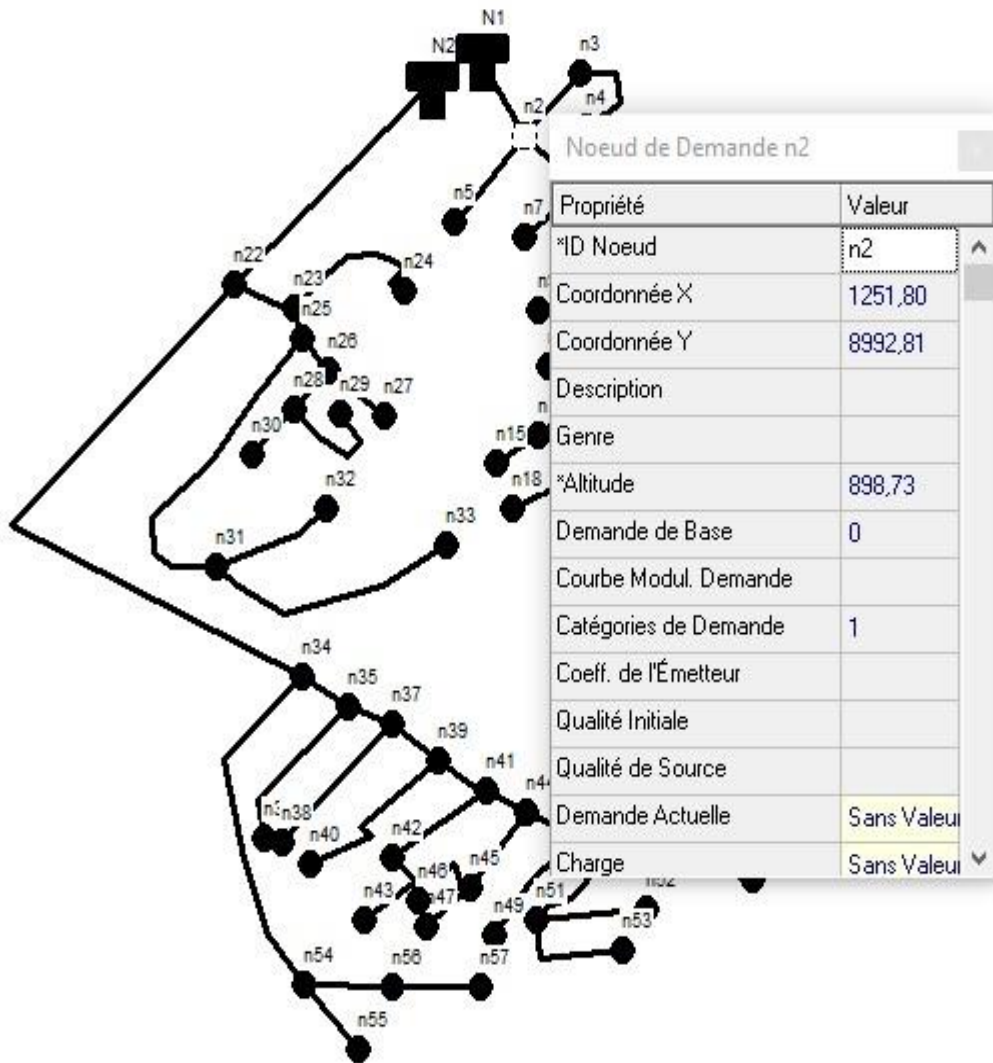 N1
N2
n3
n4
n2
Noeud de Demande n2
Propriété Valeur
*ID Noeud n2
Coordonnée X 1251,80
Coordonnée Y 8992,81
Description
Genre
*Altitude 898,73
Demande de Base 0
Courbe Modul. Demande
Catégories de Demande 1
Coeff. de l'Émetteur
Qualité Initiale
Qualité de Source
Demande Actuelle Sans Valeu
Charge Sans Valeu
n5
n7
n22
n23
n24
n25
n26
n28
n29
n27
n30
n15
n18
n32
n33
n31
n34
n35
n37
n39
n41
n38
n40
n42
n45
n46
n43
n47
n49
n51
n53
n54
n56
n57
n55